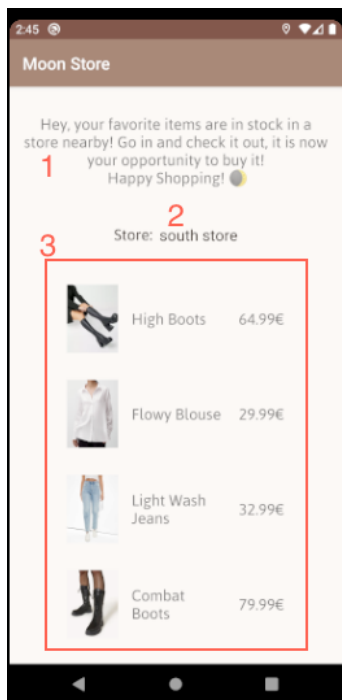 2:45
Moon Store
Hey, your favorite items are in stock in a
store nearby! Go in and check it out, it is now
1
your opportunity to buy it!
Happy Shopping! 🌒
2
Store: south store
3
High Boots 64.99€
Flowy Blouse 29.99€
Light Wash
Jeans
32.99€
Combat
Boots
79.99€